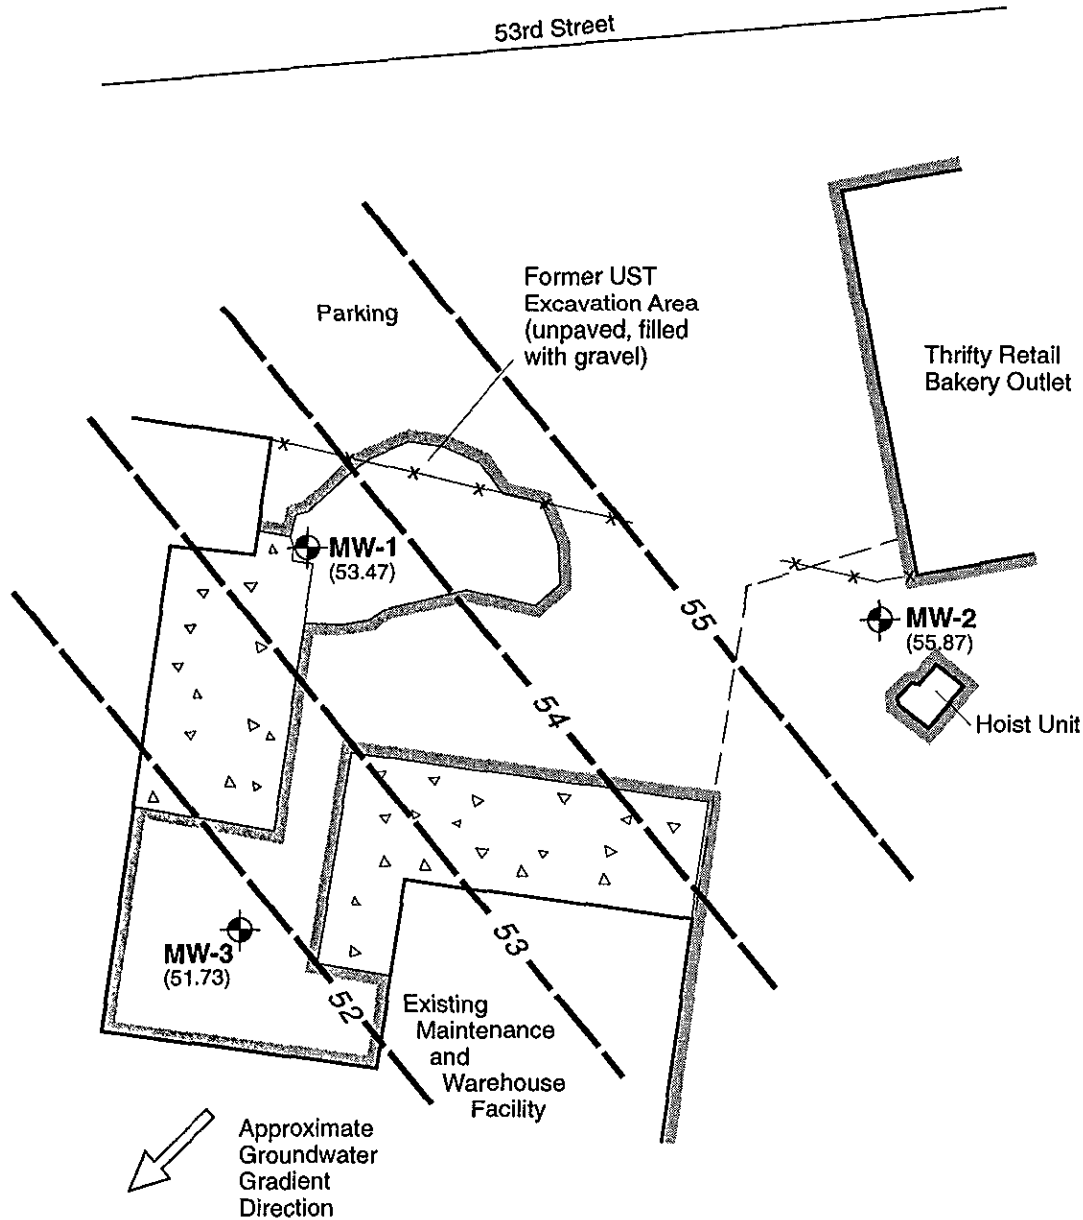 53rd Street
Former UST
Excavation Area
(unpaved, filled
with gravel)
Parking
Thrifty Retail
Bakery Outlet
MW-1
(53.47)
55
MW-2
(55.87)
54
Hoist Unit
53
MW-3
(51.73)
52
Existing
Maintenance
and
Warehouse
Facility
Approximate
Groundwater
Gradient
Direction